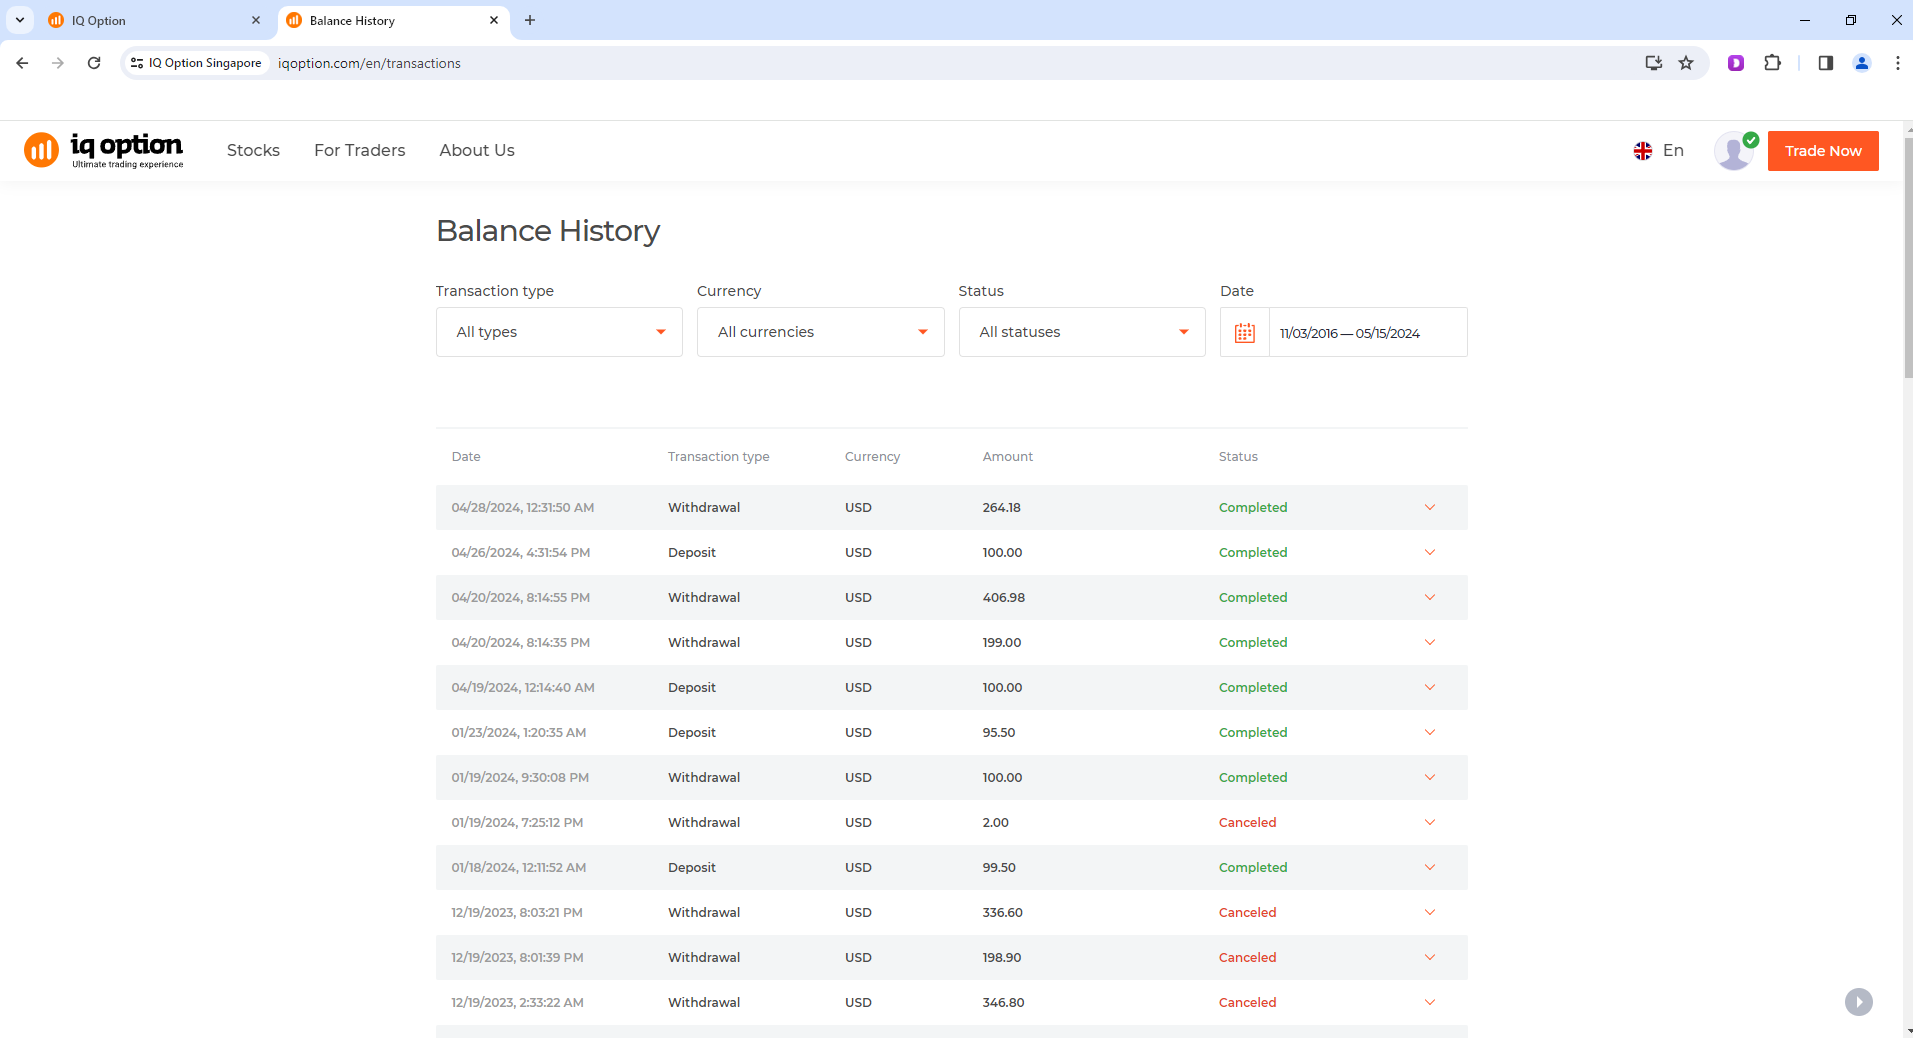 IQ Option
Balance History
IQ Option Singapore
iqoption.com/en/transactions
iq option
Ultimate trading experience
Stocks
For Traders
About Us
En
Trade Now
Balance History
Transaction type
Currency
Status
Date
All types
All currencies
All statuses
11/03/2016 — 05/15/2024
Date Transaction type Currency Amount Status
04/28/2024, 12:31:50 AM Withdrawal USD 264.18 Completed
04/26/2024, 4:31:54 PM Deposit USD 100.00 Completed
04/20/2024, 8:14:55 PM Withdrawal USD 406.98 Completed
04/20/2024, 8:14:35 PM Withdrawal USD 199.00 Completed
04/19/2024, 12:14:40 AM Deposit USD 100.00 Completed
01/23/2024, 1:20:35 AM Deposit USD 95.50 Completed
01/19/2024, 9:30:08 PM Withdrawal USD 100.00 Completed
01/19/2024, 7:25:12 PM Withdrawal USD 2.00 Canceled
01/18/2024, 12:11:52 AM Deposit USD 99.50 Completed
12/19/2023, 8:03:21 PM Withdrawal USD 336.60 Canceled
12/19/2023, 8:01:39 PM Withdrawal USD 198.90 Canceled
12/19/2023, 2:33:22 AM Withdrawal USD 346.80 Canceled